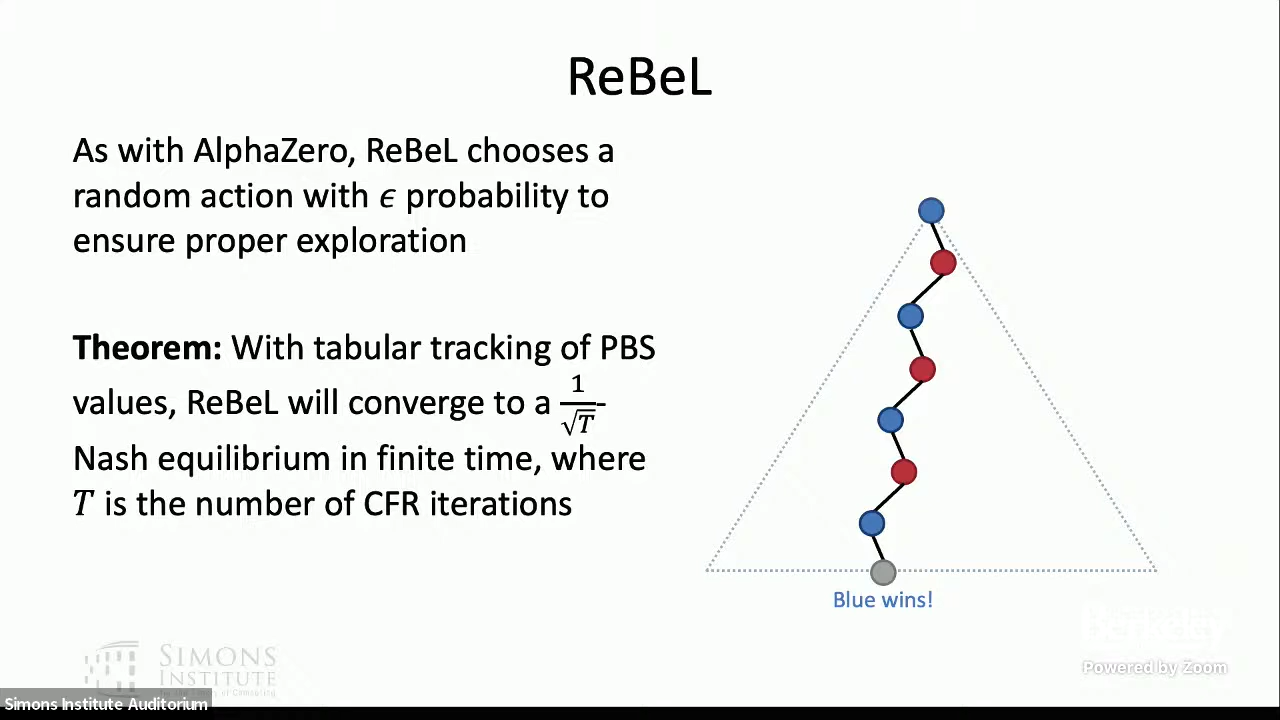 ReBeL
As with AlphaZero, ReBeL chooses a
random action with ϵ probability to
ensure proper exploration
Theorem: With tabular tracking of PBS
values, ReBeL will converge to a 1/√T-
Nash equilibrium in finite time, where
T is the number of CFR iterations
Blue wins!
SIMONS
INSTITUTE
Berkeley
Powered by Zoom
Simons Institute Auditorium